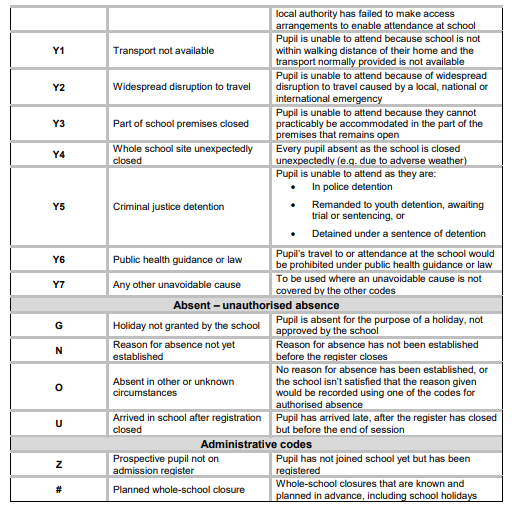 local authority has failed to make access
arrangements to enable attendance at school
Y1
Transport not available
Pupil is unable to attend because school is not
within walking distance of their home and the
transport normally provided is not available
Y2
Widespread disruption to travel
Pupil is unable to attend because of widespread
disruption to travel caused by a local, national or
international emergency
Y3
Part of school premises closed
Pupil is unable to attend because they cannot
practicably be accommodated in the part of the
premises that remains open
Y4
Whole school site unexpectedly
closed
Every pupil absent as the school is closed
unexpectedly (e.g. due to adverse weather)
Y5
Criminal justice detention
Pupil is unable to attend as they are:
• In police detention
• Remanded to youth detention, awaiting
trial or sentencing, or
• Detained under a sentence of detention
Y6
Public health guidance or law
Pupil's travel to or attendance at the school would
be prohibited under public health guidance or law
Y7
Any other unavoidable cause
To be used where an unavoidable cause is not
covered by the other codes
Absent – unauthorised absence
G
Holiday not granted by the school
Pupil is absent for the purpose of a holiday, not
approved by the school
N
Reason for absence not yet
established
Reason for absence has not been established
before the register closes
O
Absent in other or unknown
circumstances
No reason for absence has been established, or
the school isn't satisfied that the reason given
would be recorded using one of the codes for
authorised absence
U
Arrived in school after registration
closed
Pupil has arrived late, after the register has closed
but before the end of session
Administrative codes
Z
Prospective pupil not on
admission register
Pupil has not joined school yet but has been
registered
#
Planned whole-school closure
Whole-school closures that are known and
planned in advance, including school holidays